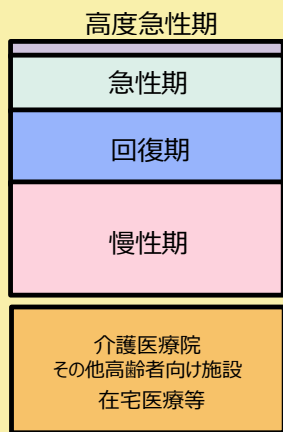 高度急性期
急性期
回復期
慢性期
介護医療院
その他高齢者向け施設
在宅医療等